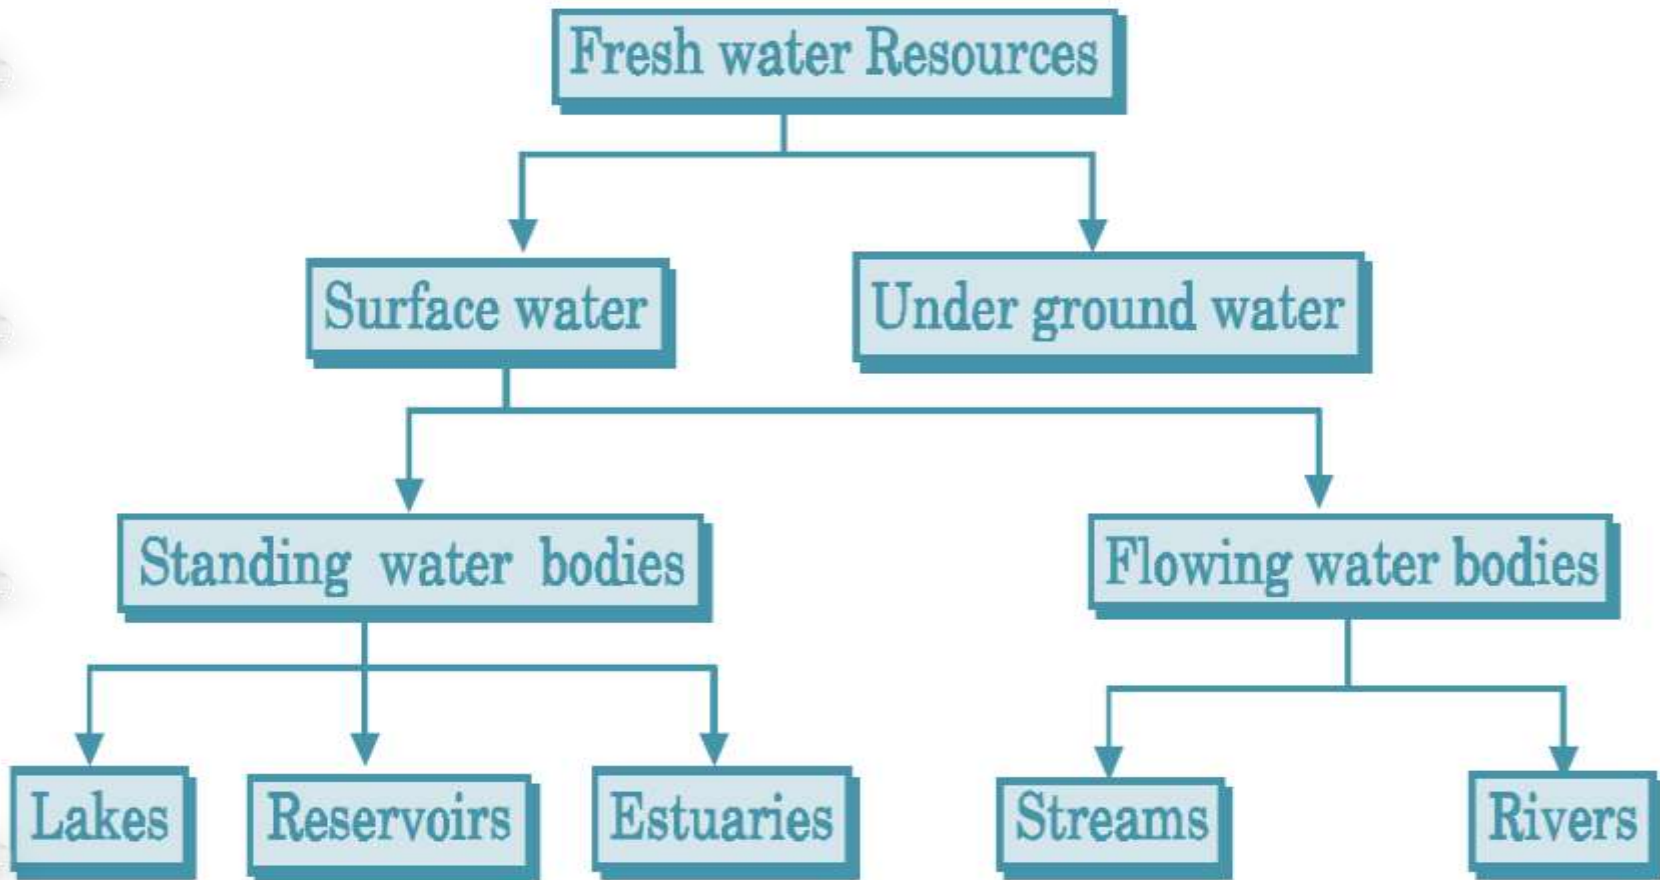 Fresh water Resources
Surface water
Under ground water
Standing water bodies
Flowing water bodies
Lakes
Reservoirs
Estuaries
Streams
Rivers